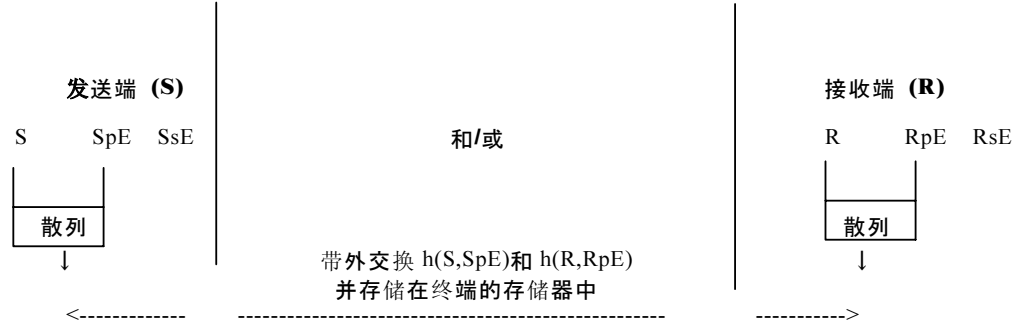 发送端 (S) 接收端 (R)
S SpE SsE 和/或 R RpE RsE
散列 散列
↓ 带外交换 h(S,SpE)和 h(R,RpE) ↓
并存储在终端的存储器中
<------------- ---------------------------------------------------- ----------->